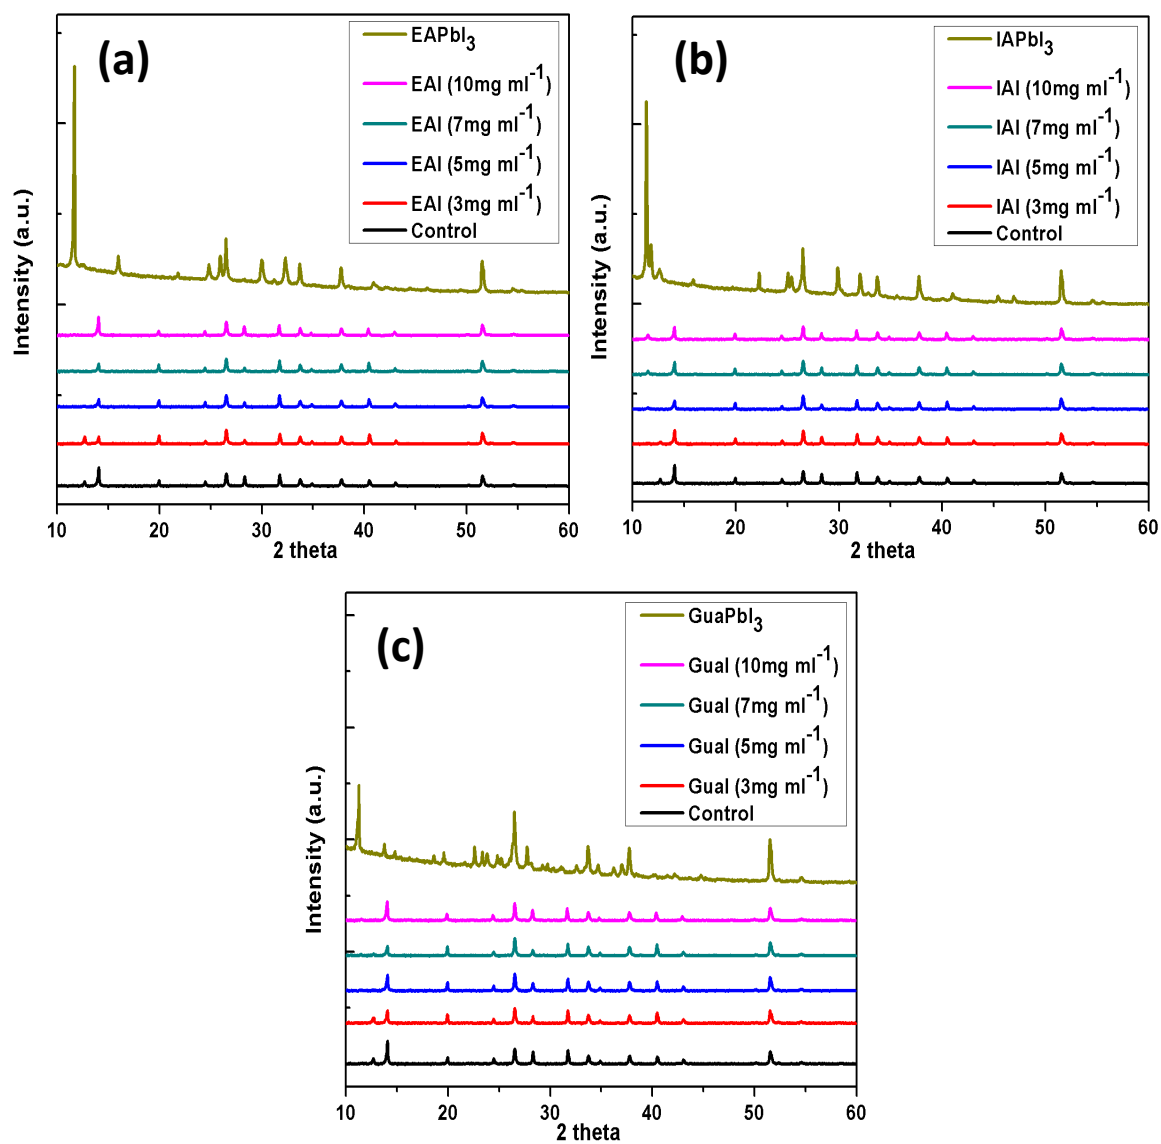 (a)
EAPbI3
EAI (10mg ml-1)
EAI (7mg ml-1)
EAI (5mg ml-1)
EAI (3mg ml-1)
Control
Intensity (a.u.)
10 20 30 40 50 60
2 theta
(b)
IAPbI3
IAI (10mg ml-1)
IAI (7mg ml-1)
IAI (5mg ml-1)
IAI (3mg ml-1)
Control
Intensity (a.u.)
10 20 30 40 50 60
2 theta
(c)
GuaPbI3
GuaI (10mg ml-1)
GuaI (7mg ml-1)
GuaI (5mg ml-1)
GuaI (3mg ml-1)
Control
Intensity (a.u.)
10 20 30 40 50 60
2 theta